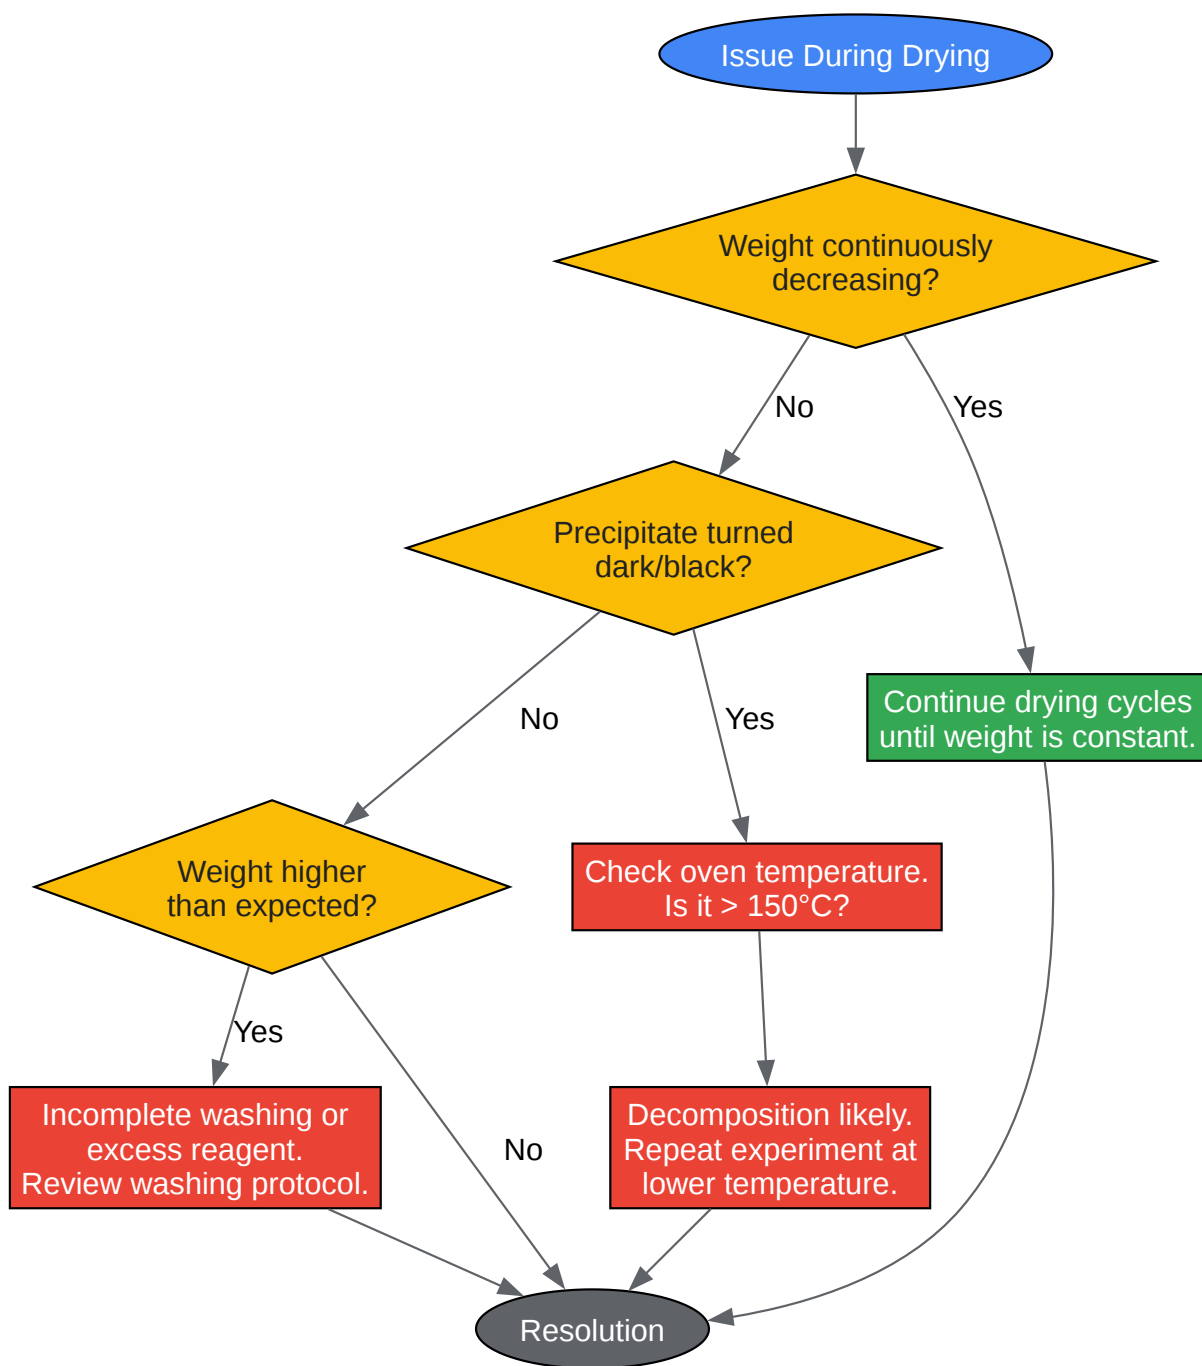 Issue During Drying
Weight continuously
decreasing?
No
Yes
Precipitate turned
dark/black?
No
Yes
Continue drying cycles
until weight is constant.
Weight higher
than expected?
Check oven temperature.
Is it > 150°C?
Yes
No
Incomplete washing or
excess reagent.
Review washing protocol.
Decomposition likely.
Repeat experiment at
lower temperature.
Resolution